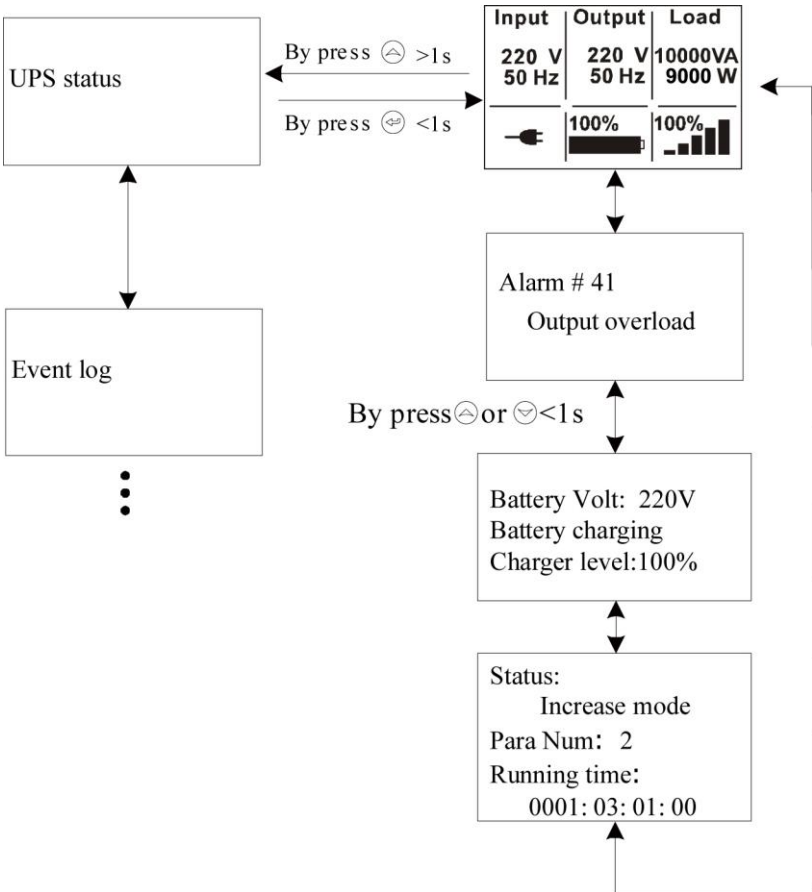 Input Output Load
220 V 220 V 10000VA
50 Hz 50 Hz 9000 W
100% 100%
By press >1s
By press <1s
UPS status
Alarm # 41
Output overload
Event log
By press or <1s
Battery Volt: 220V
Battery charging
Charger level:100%
Status:
Increase mode
Para Num: 2
Running time:
0001: 03: 01: 00